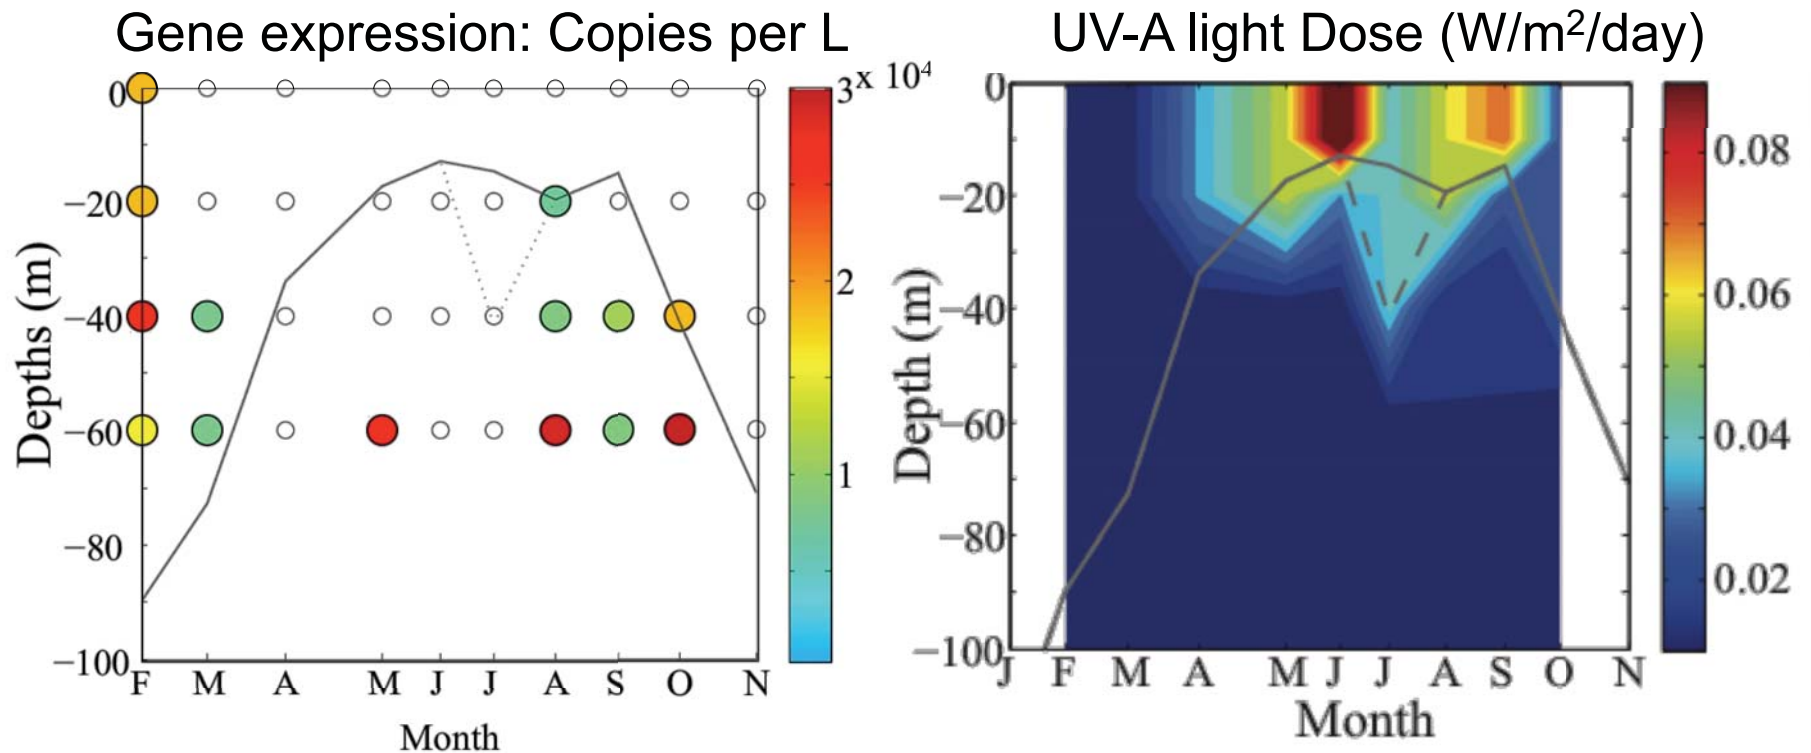 Gene expression: Copies per L
UV-A light Dose (W/m²/day)
0
−20
−40
−60
−80
−100
Depths (m)
F M A M J J A S O N
Month
3x 10⁴
2
1
0
−20
−40
−60
−80
−100
Depth (m)
J F M A M J J A S O N
Month
0.08
0.06
0.04
0.02